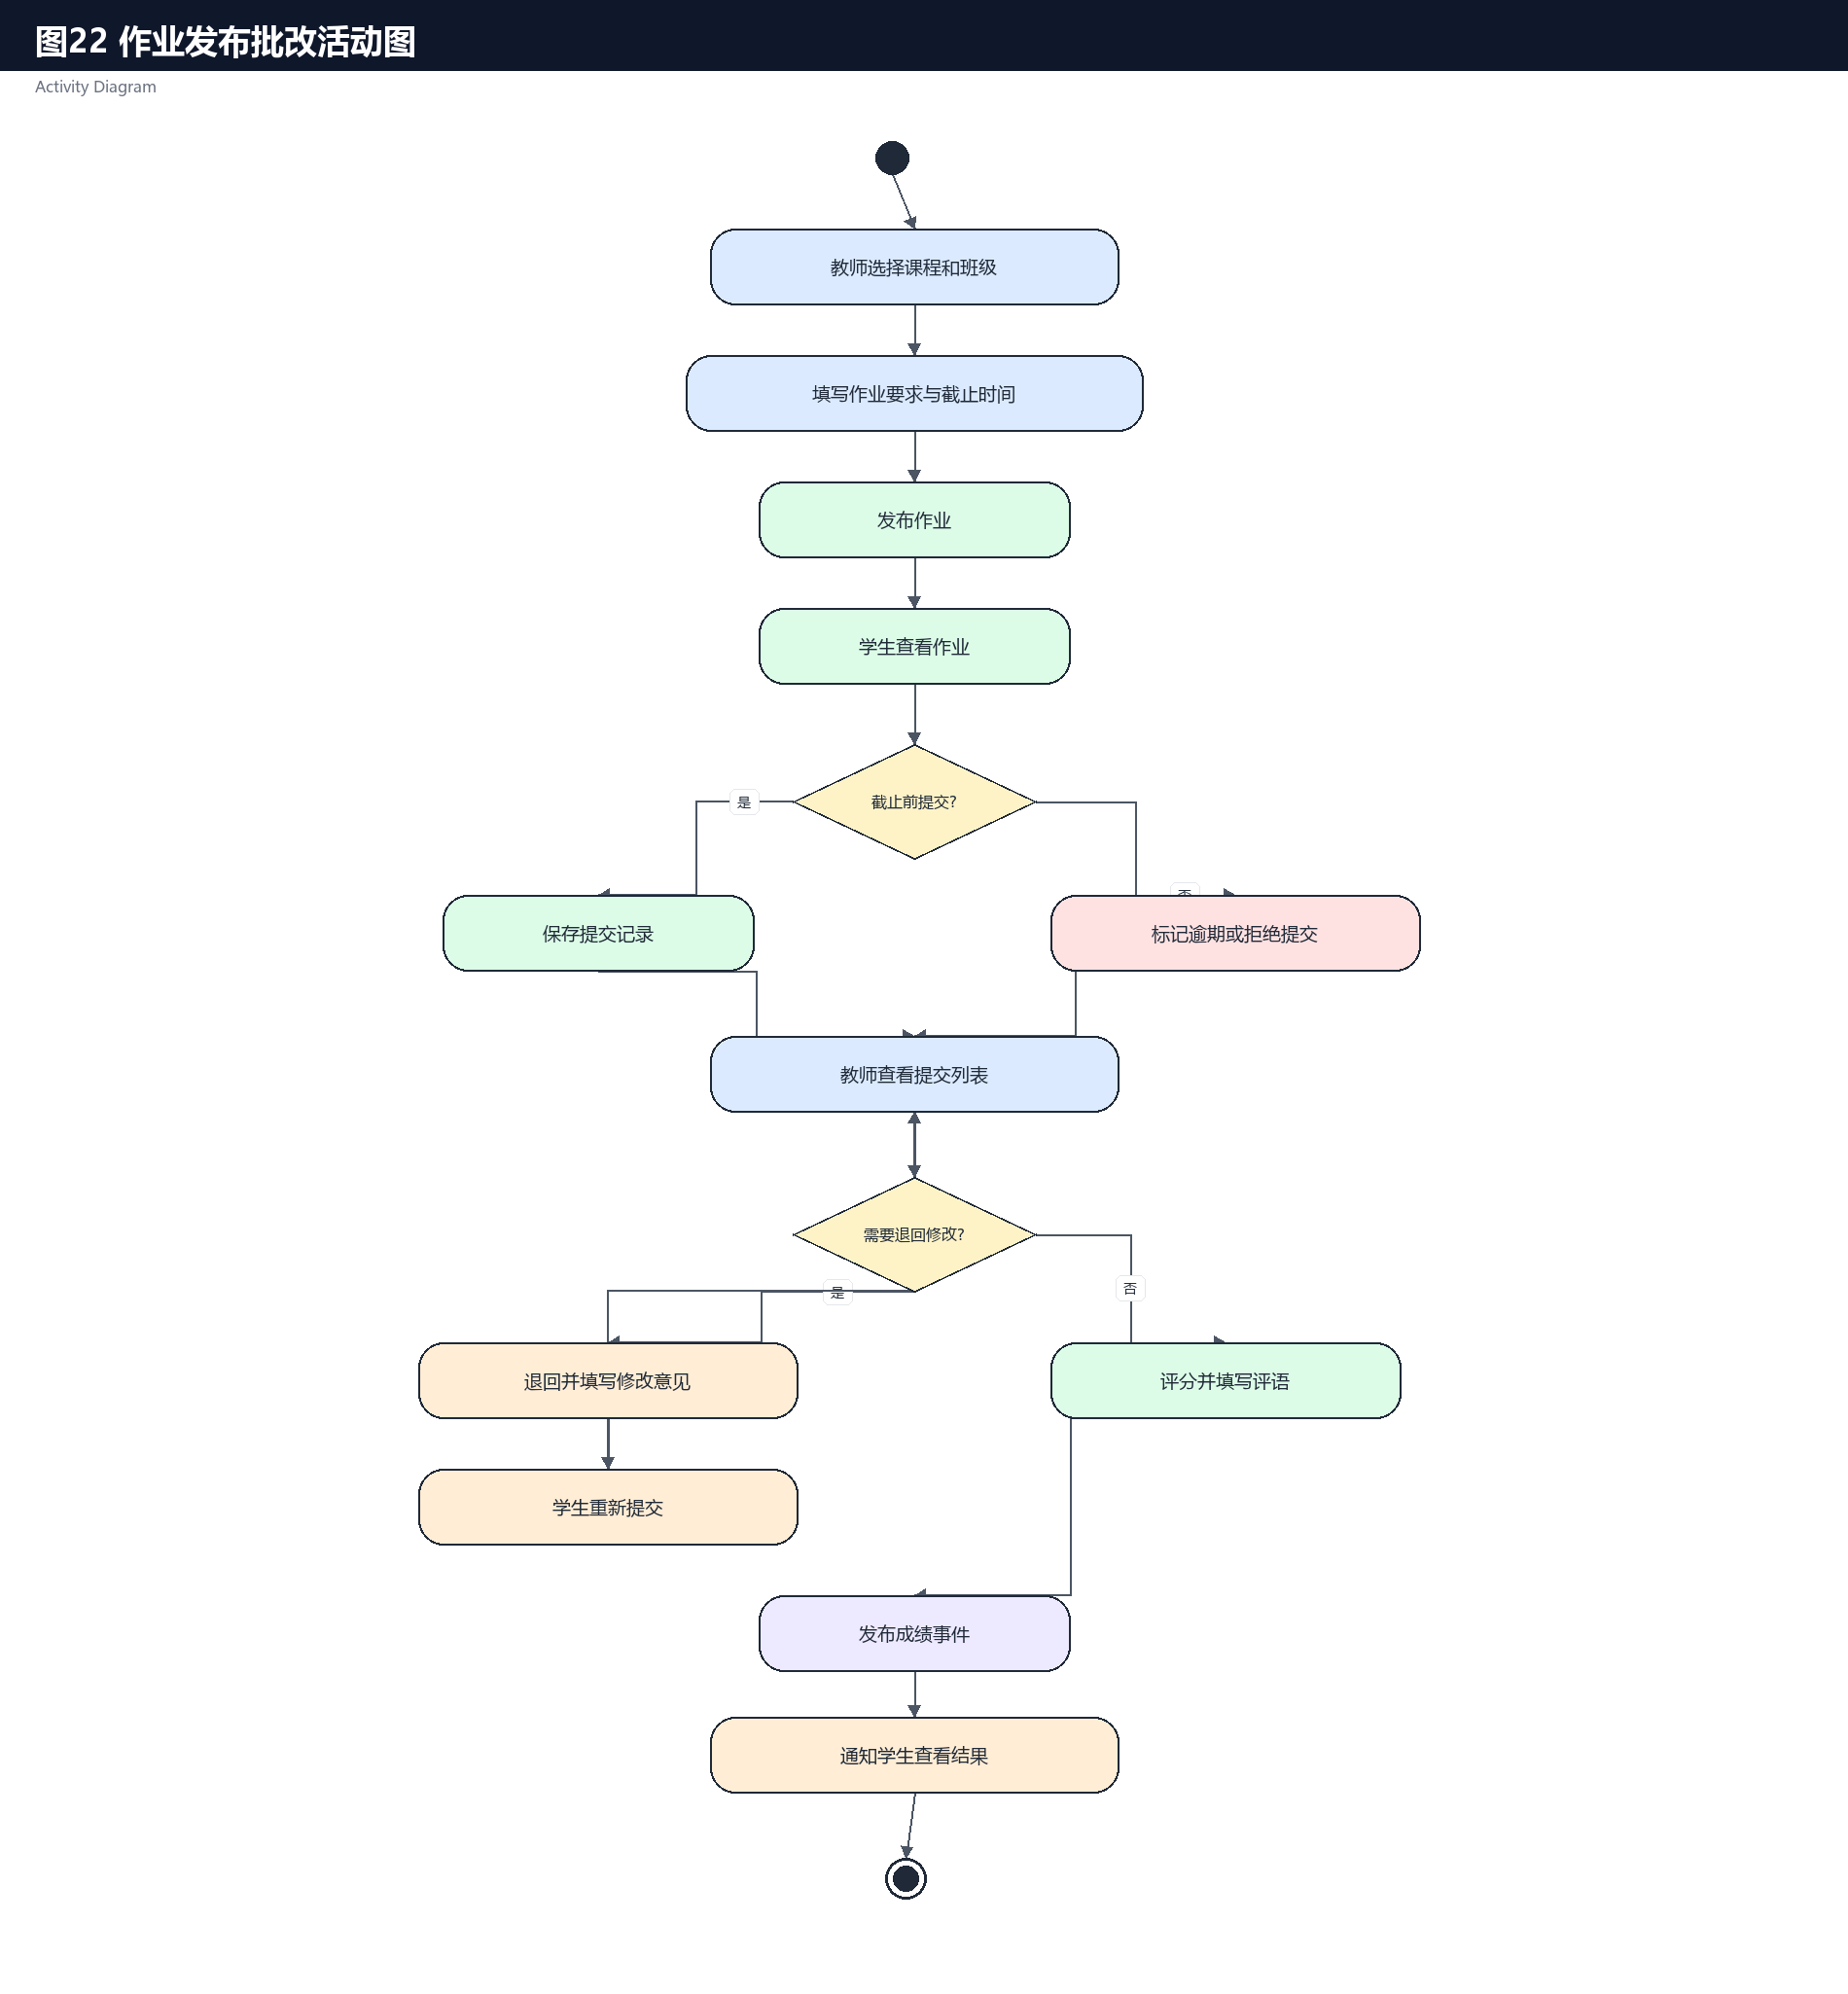 图22 作业发布批改活动图
Activity Diagram
教师选择课程和班级
填写作业要求与截止时间
发布作业
学生查看作业
截止前提交?
是
否
保存提交记录
标记逾期或拒绝提交
教师查看提交列表
需要退回修改?
是
否
退回并填写修改意见
评分并填写评语
学生重新提交
发布成绩事件
通知学生查看结果